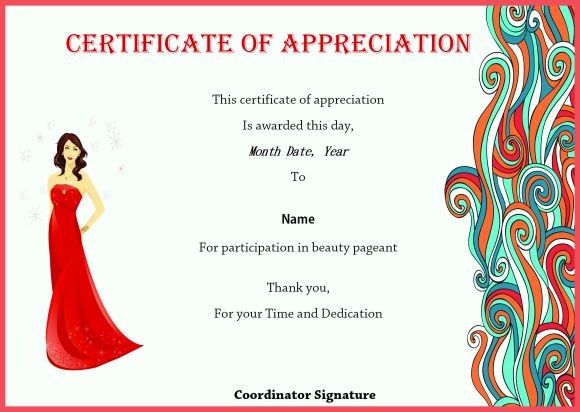 CERTIFICATE OF APPRECIATION
This certificate of appreciation
Is awarded this day,
Month Date, Year
To
Name
For participation in beauty pageant
Thank you,
For your Time and Dedication
Coordinator Signature